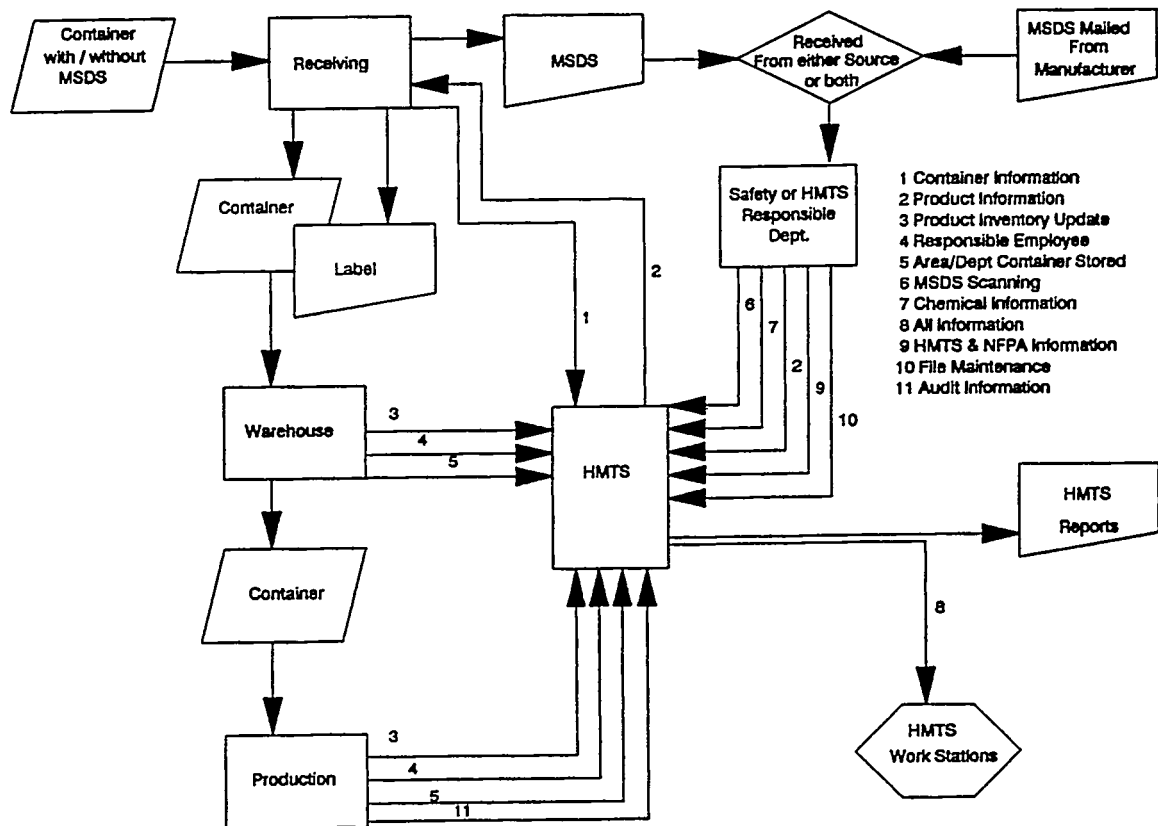 Container
with / without
MSDS
Receiving
MSDS
Received
From either Source
or both
MSDS Mailed
From
Manufacturer
Container
Label
Safety or HMTS
Responsible
Dept.
1 Container Information
2 Product Information
3 Product Inventory Update
4 Responsible Employee
5 Area/Dept Container Stored
6 MSDS Scanning
7 Chemical Information
8 All Information
9 HMTS & NFPA Information
10 File Maintenance
11 Audit Information
1
2
6
7
2
9
10
Warehouse
3
4
5
HMTS
HMTS
Reports
Container
8
HMTS
Work Stations
Production
3
4
5
11